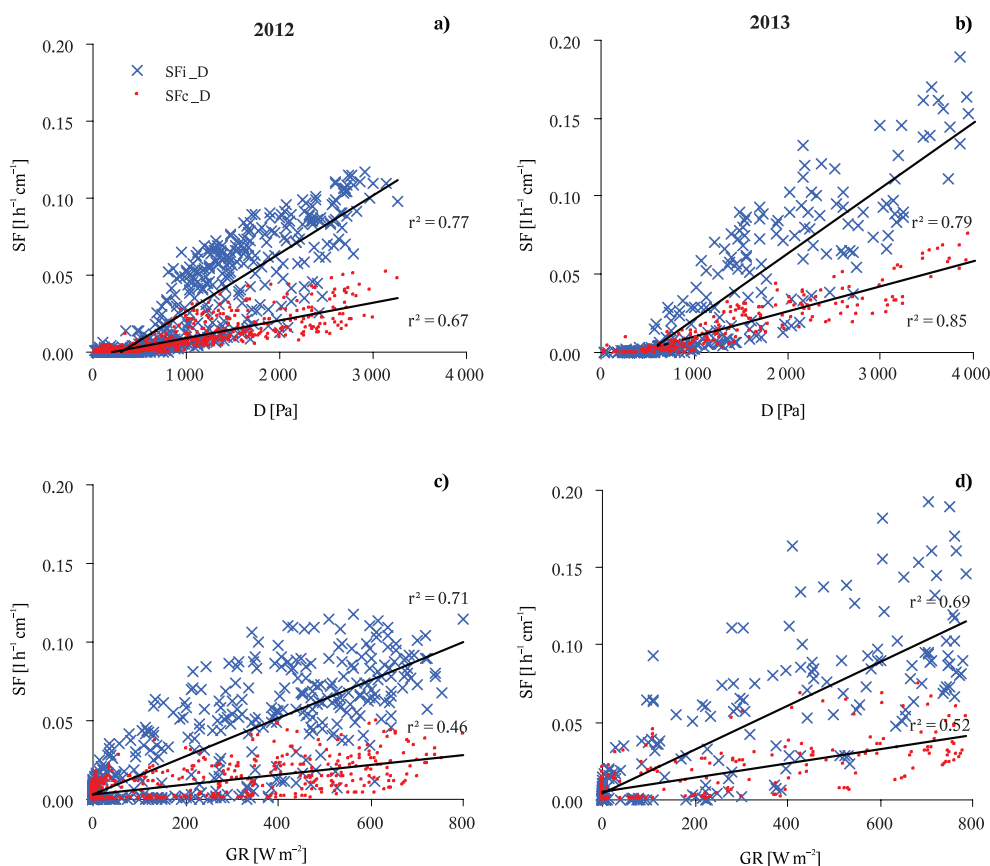 2012
a)
0.20
0.15
0.10
0.05
0.00
SF [l h⁻¹ cm⁻¹]
SFi_D
SFc_D
r² = 0.77
r² = 0.67
0 1 000 2 000 3 000 4 000
D [Pa]
2013
b)
0.20
0.15
0.10
0.05
0.00
SF [l h⁻¹ cm⁻¹]
r² = 0.79
r² = 0.85
0 1 000 2 000 3 000 4 000
D [Pa]
c)
0.20
0.15
0.10
0.05
0.00
SF [l h⁻¹ cm⁻¹]
r² = 0.71
r² = 0.46
0 200 400 600 800
GR [W m⁻²]
d)
0.20
0.15
0.10
0.05
0.00
SF [l h⁻¹ cm⁻¹]
r² = 0.69
r² = 0.52
0 200 400 600 800
GR [W m⁻²]